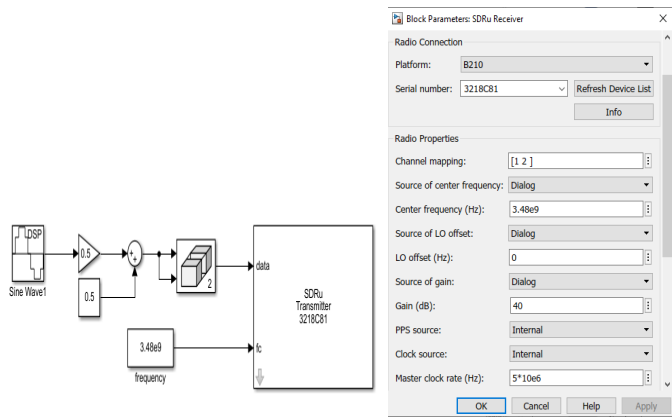 DSP
Sine Wave1
0.5
+
+
0.5
2
3.48e9
frequency
data
fc
SDRu
Transmitter
3218C81
Block Parameters: SDRu Receiver
Radio Connection
Platform: B210
Serial number: 3218C81 Refresh Device List
Info
Radio Properties
Channel mapping: [1 2 ]
Source of center frequency: Dialog
Center frequency (Hz): 3.48e9
Source of LO offset: Dialog
LO offset (Hz): 0
Source of gain: Dialog
Gain (dB): 40
PPS source: Internal
Clock source: Internal
Master clock rate (Hz): 5*10e6
OK Cancel Help Apply